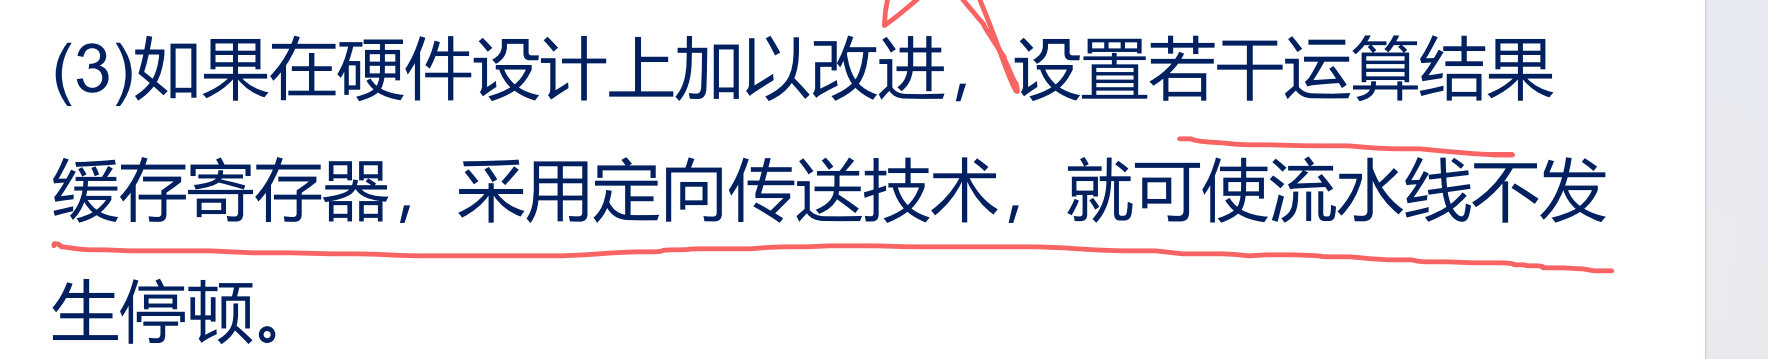 (3)如果在硬件设计上加以改进，设置若干运算结果
缓存寄存器，采用定向传送技术，就可使流水线不发
生停顿。